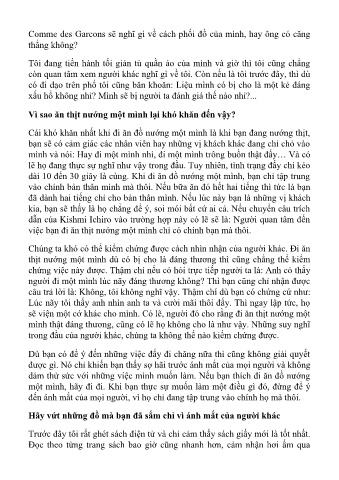 Comme des Garcons sẽ nghĩ gì về cách phối đồ của mình, hay ông có căng
thẳng không?
Tôi đang tiến hành tối giản tủ quần áo của mình và giờ thì tôi cũng chẳng
còn quan tâm xem người khác nghĩ gì về tôi. Còn nếu là tôi trước đây, thì dù
có đi dạo trên phố tôi cũng băn khoăn: Liệu mình có bị cho là một kẻ đáng
xấu hổ không nhỉ? Mình sẽ bị người ta đánh giá thế nào nhỉ?...
Vì sao ăn thịt nướng một mình lại khó khăn đến vậy?
Cái khó khăn nhất khi đi ăn đồ nướng một mình là khi bạn đang nướng thịt,
bạn sẽ có cảm giác các nhân viên hay những vị khách khác đang chỉ chỏ vào
mình và nói: Hay đi một mình nhỉ, đi một mình trông buồn thật đấy… Và có
lẽ họ đang thực sự nghĩ như vậy trong đầu. Tuy nhiên, tình trạng đấy chỉ kéo
dài 10 đến 30 giây là cùng. Khi đi ăn đồ nướng một mình, bạn chỉ tập trung
vào chính bản thân mình mà thôi. Nếu bữa ăn đó hết hai tiếng thì tức là bạn
đã dành hai tiếng chỉ cho bản thân mình. Nếu lúc này bạn là những vị khách
kia, bạn sẽ thấy là họ chẳng để ý, soi mói bất cứ ai cả. Nếu chuyển câu trích
dẫn của Kishmi Ichiro vào trường hợp này có lẽ sẽ là: Người quan tâm đến
việc bạn đi ăn thịt nướng một mình chỉ có chính bạn mà thôi.
Chúng ta khó có thể kiểm chứng được cách nhìn nhận của người khác. Đi ăn
thịt nướng một mình dù có bị cho là đáng thương thì cũng chẳng thể kiểm
chứng việc này được. Thậm chí nếu có hỏi trực tiếp người ta là: Anh có thấy
người đi một mình lúc nãy đáng thương không? Thì bạn cũng chỉ nhận được
câu trả lời là: Không, tôi không nghĩ vậy. Thậm chí dù bạn có chứng cứ như:
Lúc nãy tôi thấy anh nhìn anh ta và cười mãi thôi đấy. Thì ngay lập tức, họ
sẽ viện một cớ khác cho mình. Có lẽ, người đó cho rằng đi ăn thịt nướng một
mình thật đáng thương, cũng có lẽ họ không cho là như vậy. Những suy nghĩ
trong đầu của người khác, chúng ta không thể nào kiểm chứng được.
Dù bạn có để ý đến những việc đấy đi chăng nữa thì cũng không giải quyết
được gì. Nó chỉ khiến bạn thấy sợ hãi trước ánh mắt của mọi người và không
dám thử sức với những việc mình muốn làm. Nếu bạn thích đi ăn đồ nướng
một mình, hãy đi đi. Khi bạn thực sự muốn làm một điều gì đó, đừng để ý
đến ánh mắt của mọi người, vì họ chỉ đang tập trung vào chính họ mà thôi.
Hãy vứt những đồ mà bạn đã sắm chỉ vì ánh mắt của người khác
Trước đây tôi rất ghét sách điện tử và chỉ cảm thấy sách giấy mới là tốt nhất.
Đọc theo từng trang sách bao giờ cũng nhanh hơn, cảm nhận hơi ấm qua